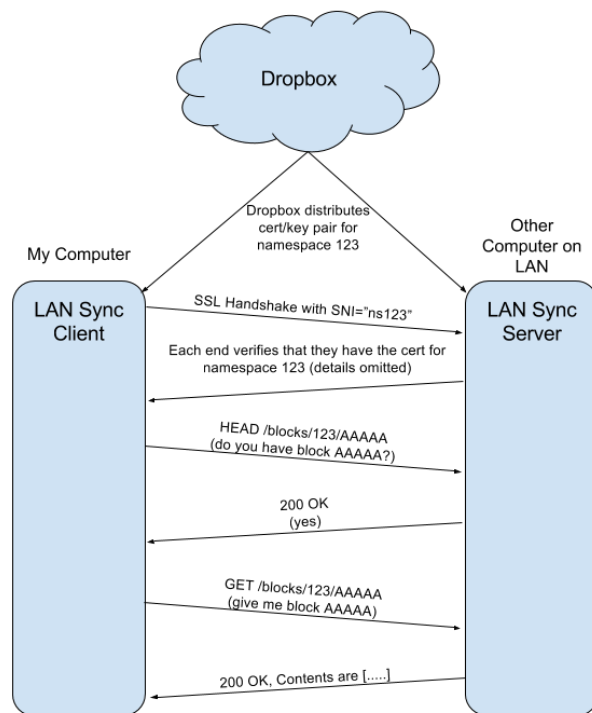 Dropbox
Dropbox distributes
cert/key pair for
namespace 123
My Computer
Other
Computer on
LAN
LAN Sync
Client
LAN Sync
Server
SSL Handshake with SNI="ns123"
Each end verifies that they have the cert for
namespace 123 (details omitted)
HEAD /blocks/123/AAAAA
(do you have block AAAAA?)
200 OK
(yes)
GET /blocks/123/AAAAA
(give me block AAAAA)
200 OK, Contents are [.....]